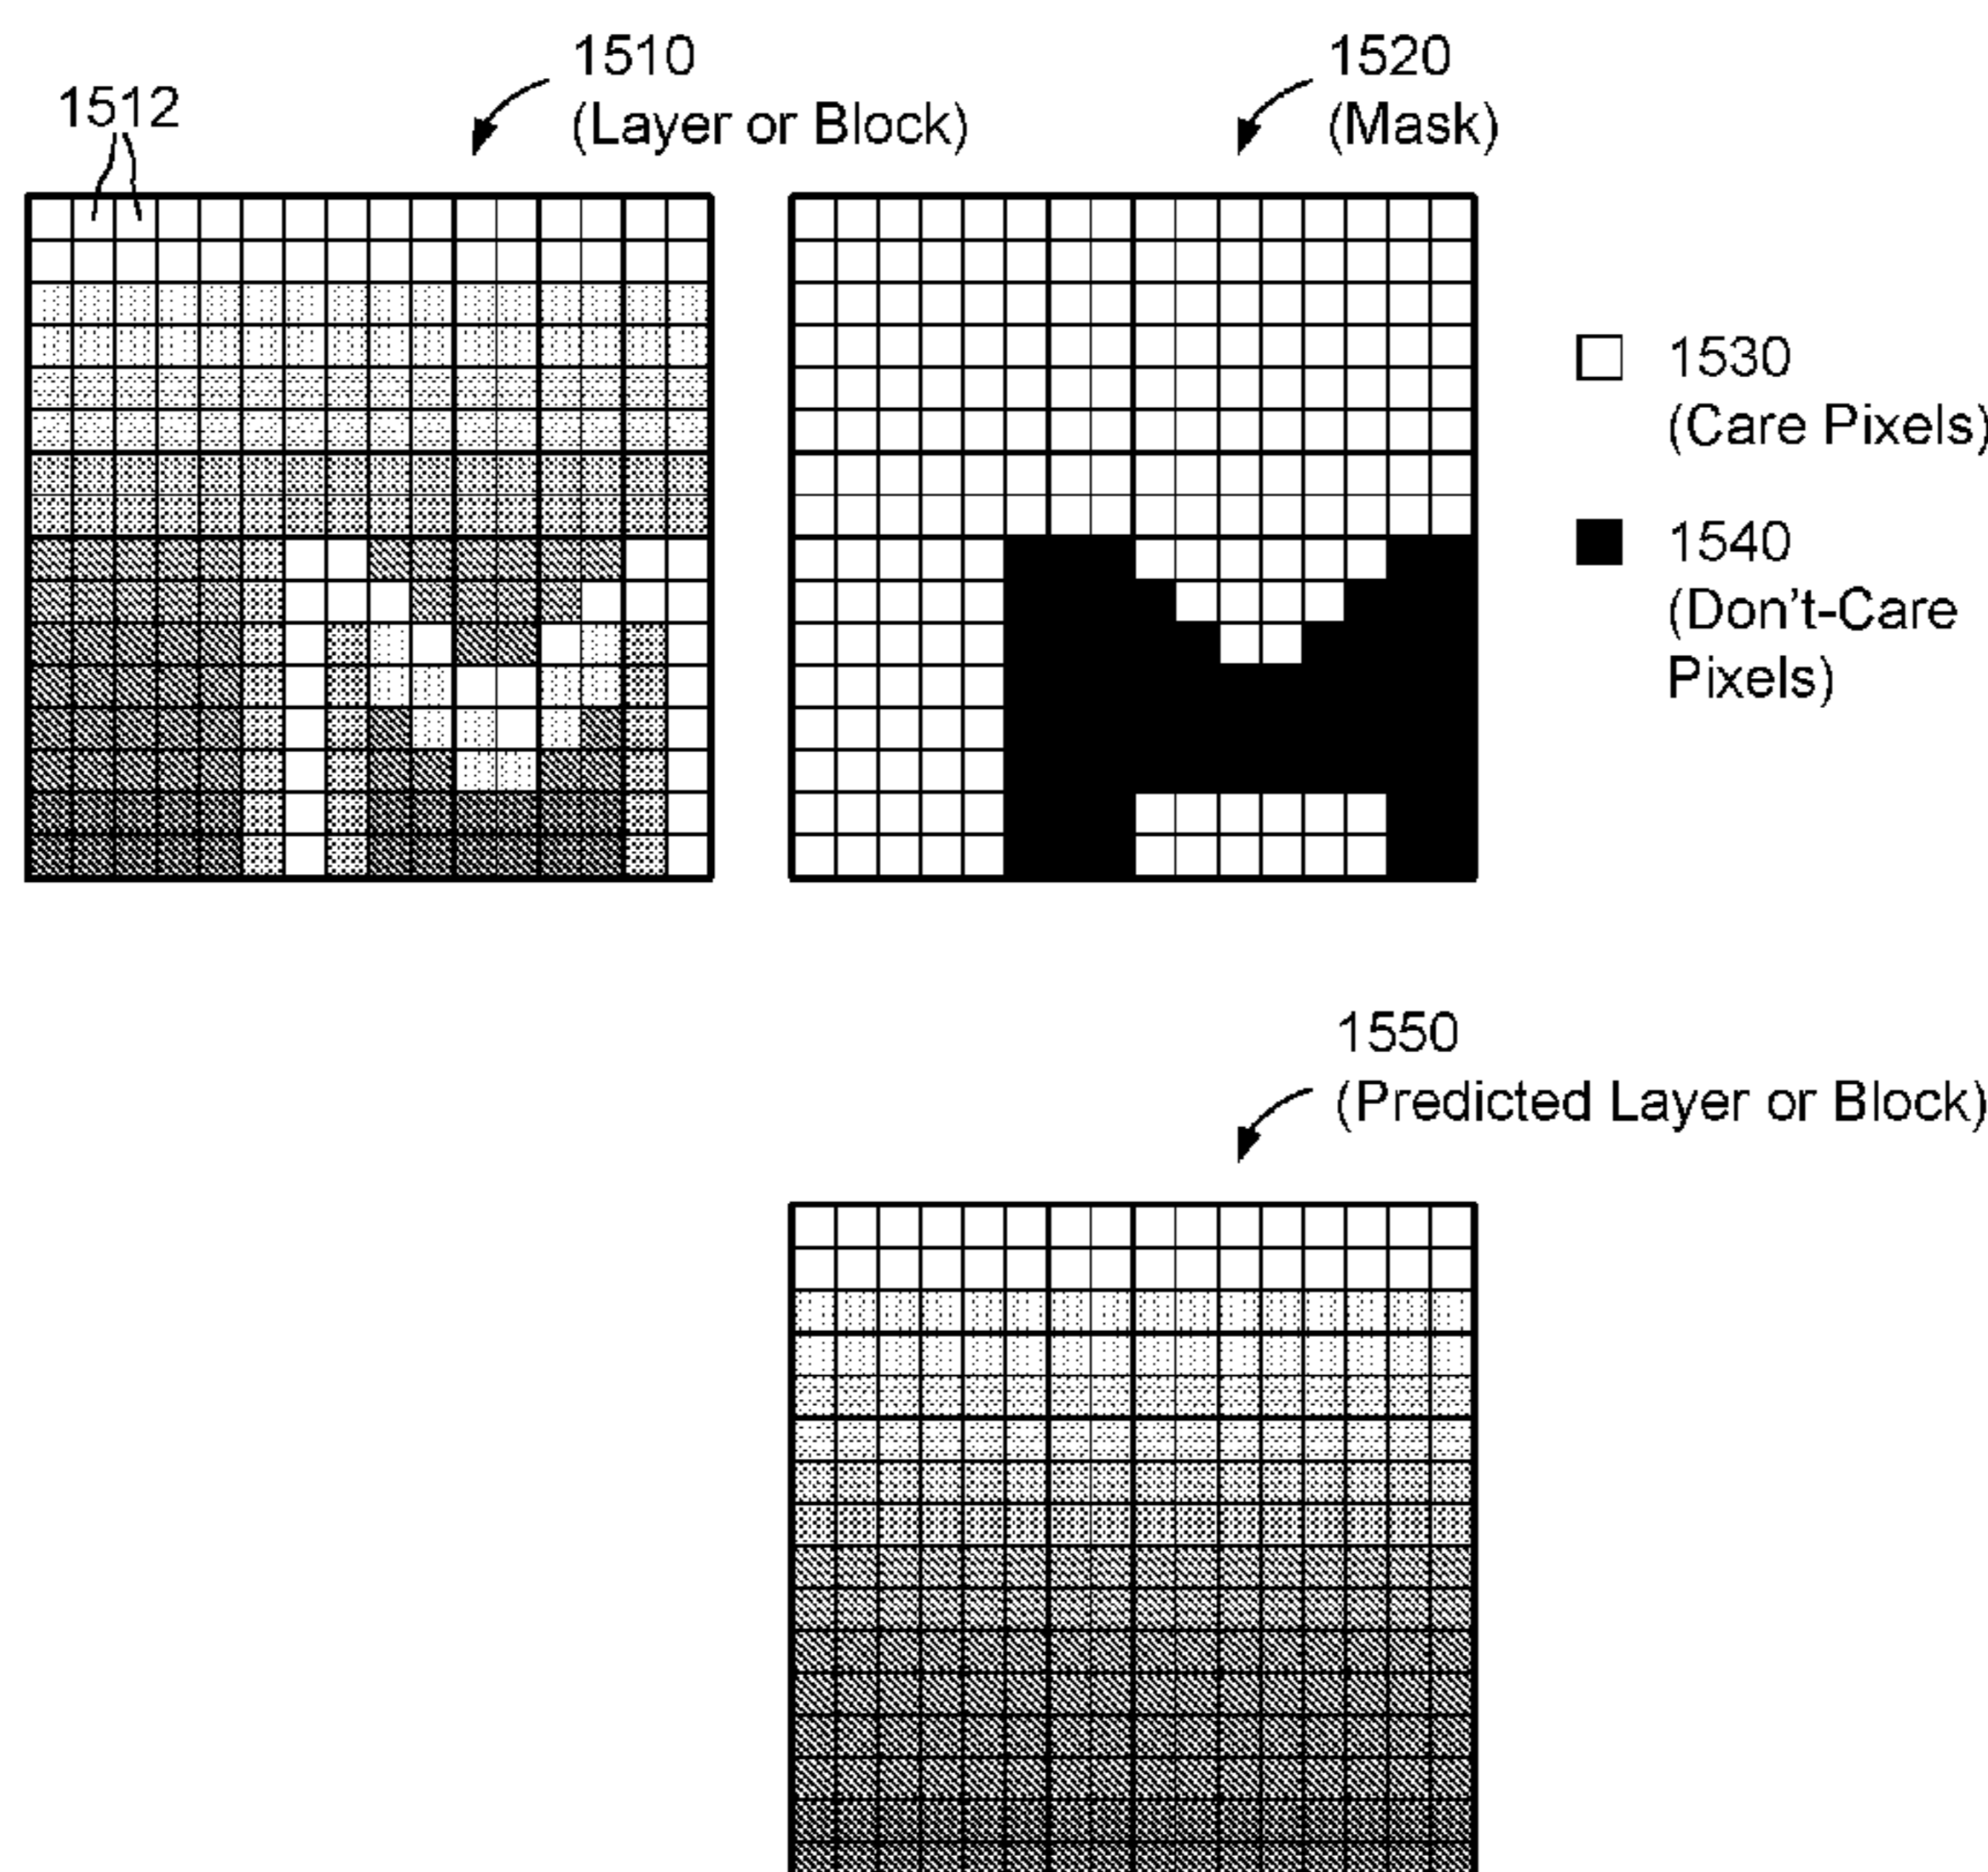 1510
(Layer or Block)
1512
1520
(Mask)
1530
(Care Pixels)
1540
(Don't-Care
Pixels)
1550
(Predicted Layer or Block)